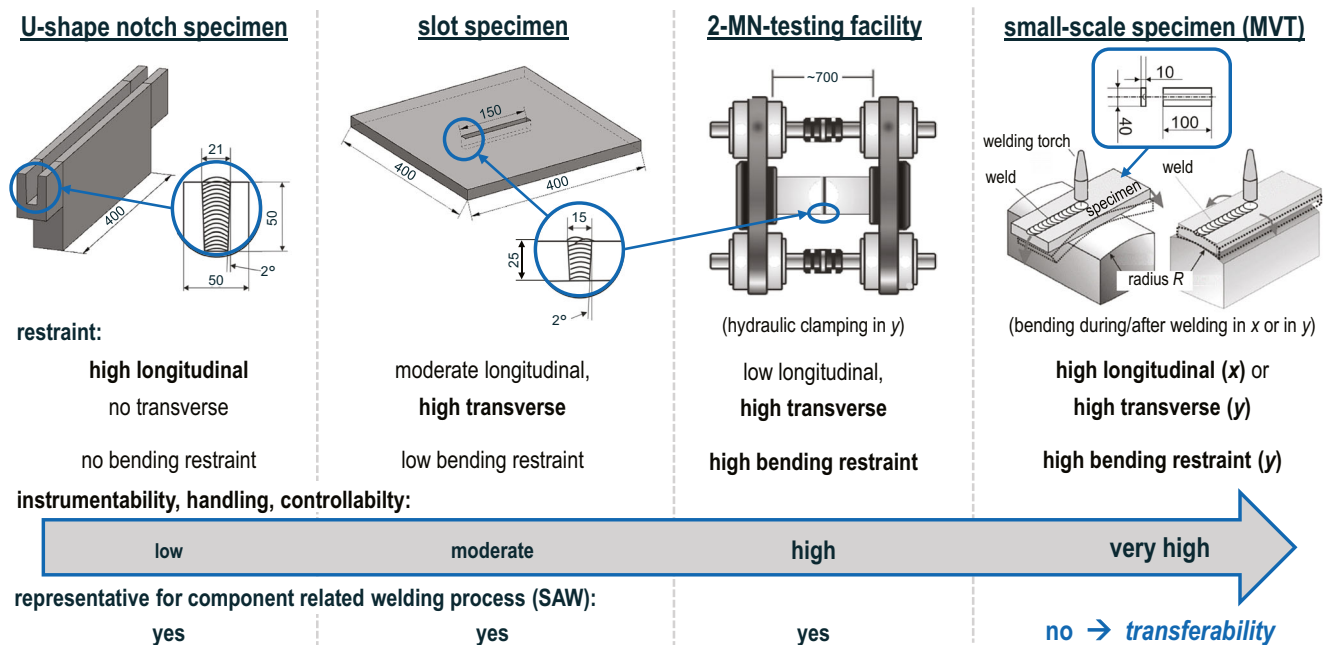 U-shape notch specimen
slot specimen
2-MN-testing facility
small-scale specimen (MVT)
21
50
2°
50
400
150
400
400
15
25
2°
~700
10
40
100
welding torch
weld
specimen
weld
radius R
(hydraulic clamping in y)
(bending during/after welding in x or in y)
restraint:
high longitudinal
moderate longitudinal,
low longitudinal,
high longitudinal (x) or
no transverse
high transverse
high transverse
high transverse (y)
no bending restraint
low bending restraint
high bending restraint
high bending restraint (y)
instrumentability, handling, controllabilty:
low
moderate
high
very high
representative for component related welding process (SAW):
yes
yes
yes
no → transferability